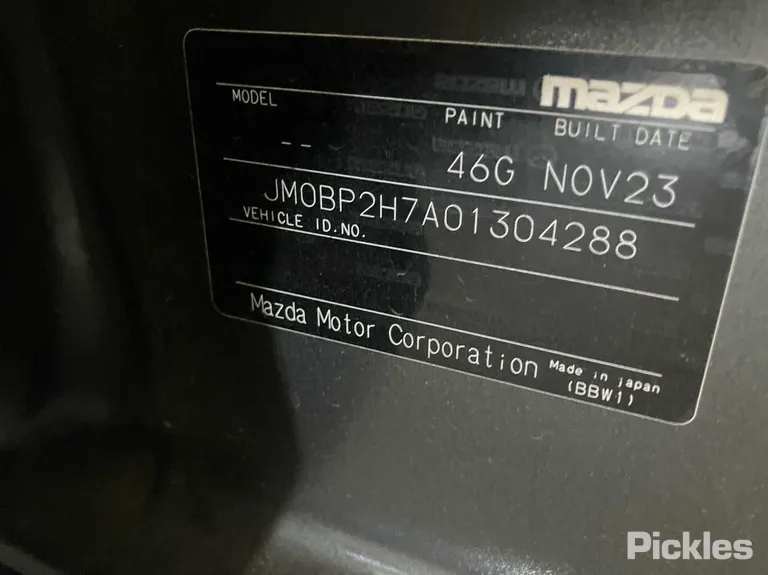 mazda
MODEL
PAINT BUILT DATE
-- 46G NOV23
JM0BP2H7A01304288
VEHICLE ID.NO.
Mazda Motor Corporation Made in japan
(BBW1)
Pickles